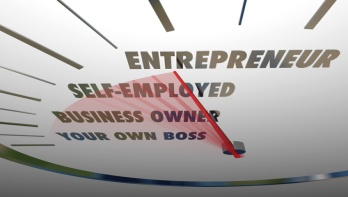 ENTREPRENEUR
SELF-EMPLOYED
BUSINESS OWNER
YOUR OWN BOSS